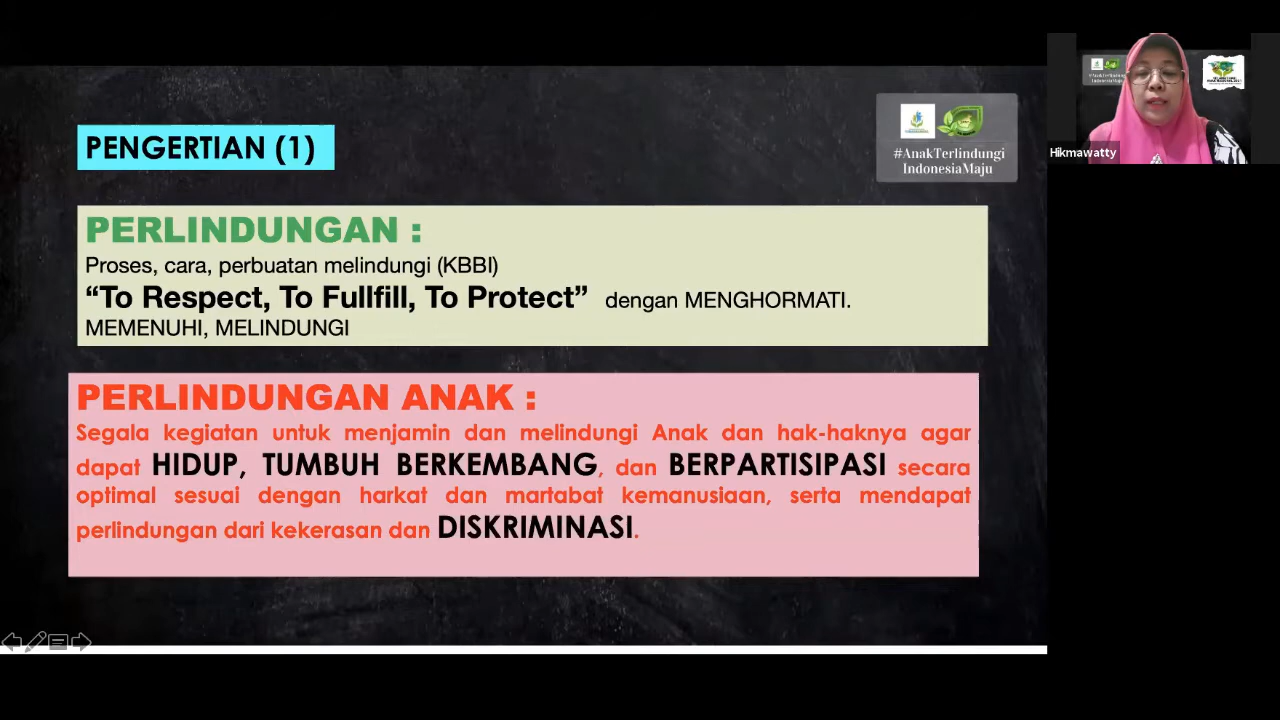 PENGERTIAN (1)
#AnakTerlindungi
IndonesiaMaju
Hikmawatty
PERLINDUNGAN :
Proses, cara, perbuatan melindungi (KBBI)
“To Respect, To Fullfill, To Protect” dengan MENGHORMATI.
MEMENUHI, MELINDUNGI
PERLINDUNGAN ANAK :
Segala kegiatan untuk menjamin dan melindungi Anak dan hak-haknya agar
dapat HIDUP, TUMBUH BERKEMBANG, dan BERPARTISIPASI secara
optimal sesuai dengan harkat dan martabat kemanusiaan, serta mendapat
perlindungan dari kekerasan dan DISKRIMINASI.